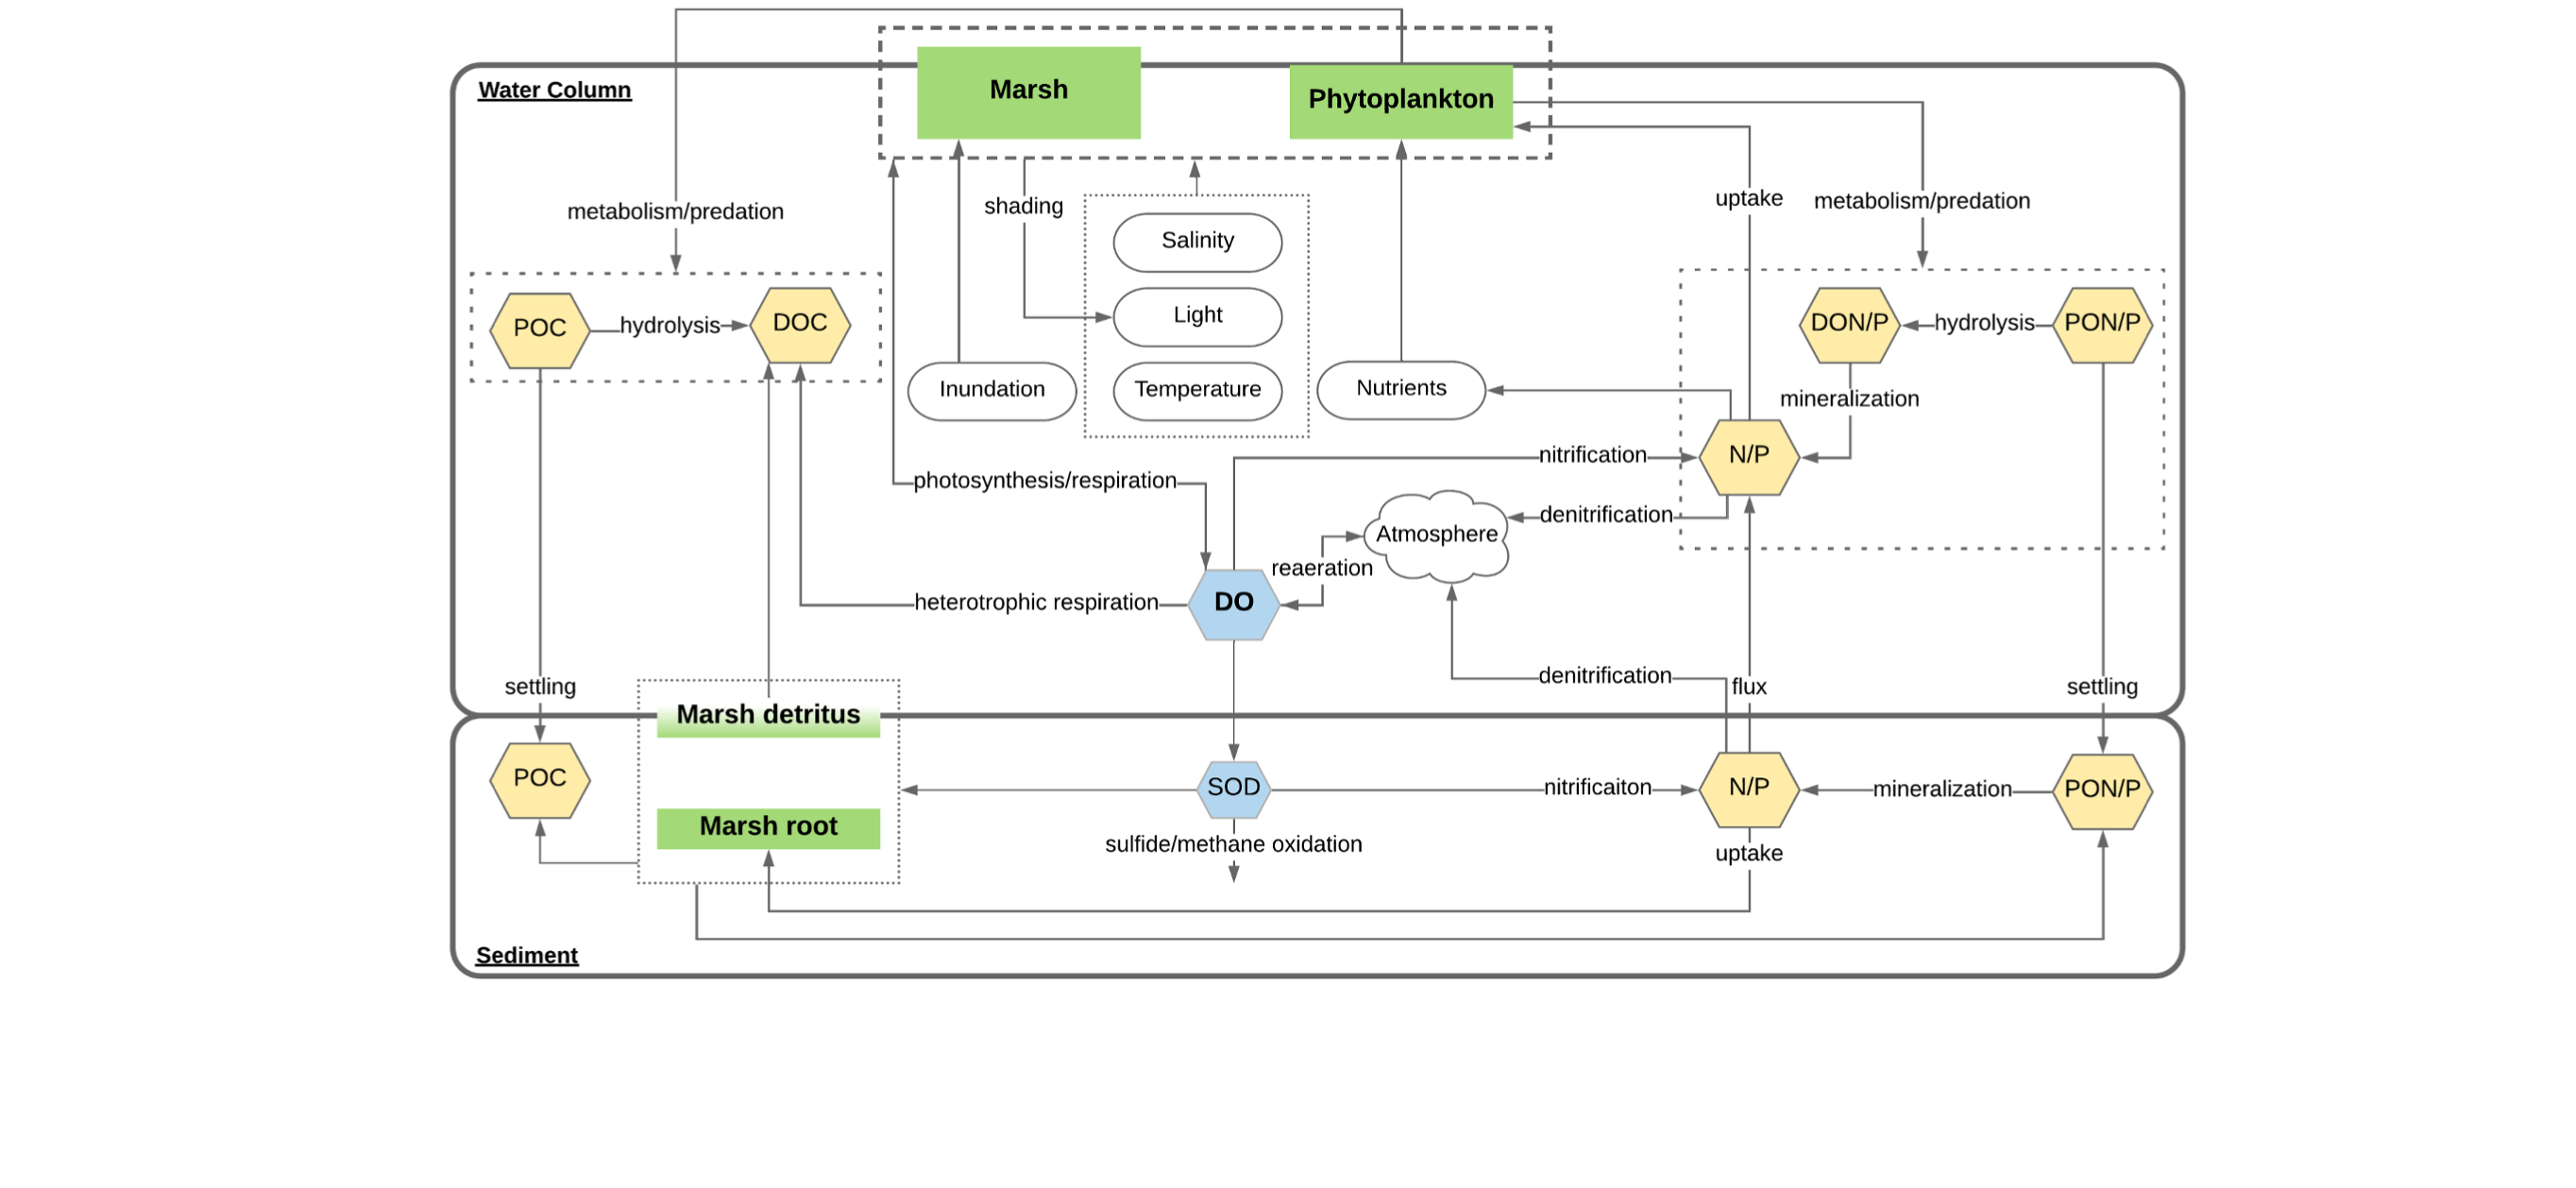 Water Column
Marsh
Phytoplankton
metabolism/predation
shading
Salinity
uptake
metabolism/predation
POC
hydrolysis
DOC
Light
DON/P
hydrolysis
PON/P
Inundation
Temperature
Nutrients
mineralization
photosynthesis/respiration
nitrification
N/P
denitrification
Atmosphere
reaeration
heterotrophic respiration
DO
settling
denitrification
flux
settling
Marsh detritus
POC
SOD
nitrificaiton
N/P
mineralization
PON/P
Marsh root
sulfide/methane oxidation
uptake
Sediment